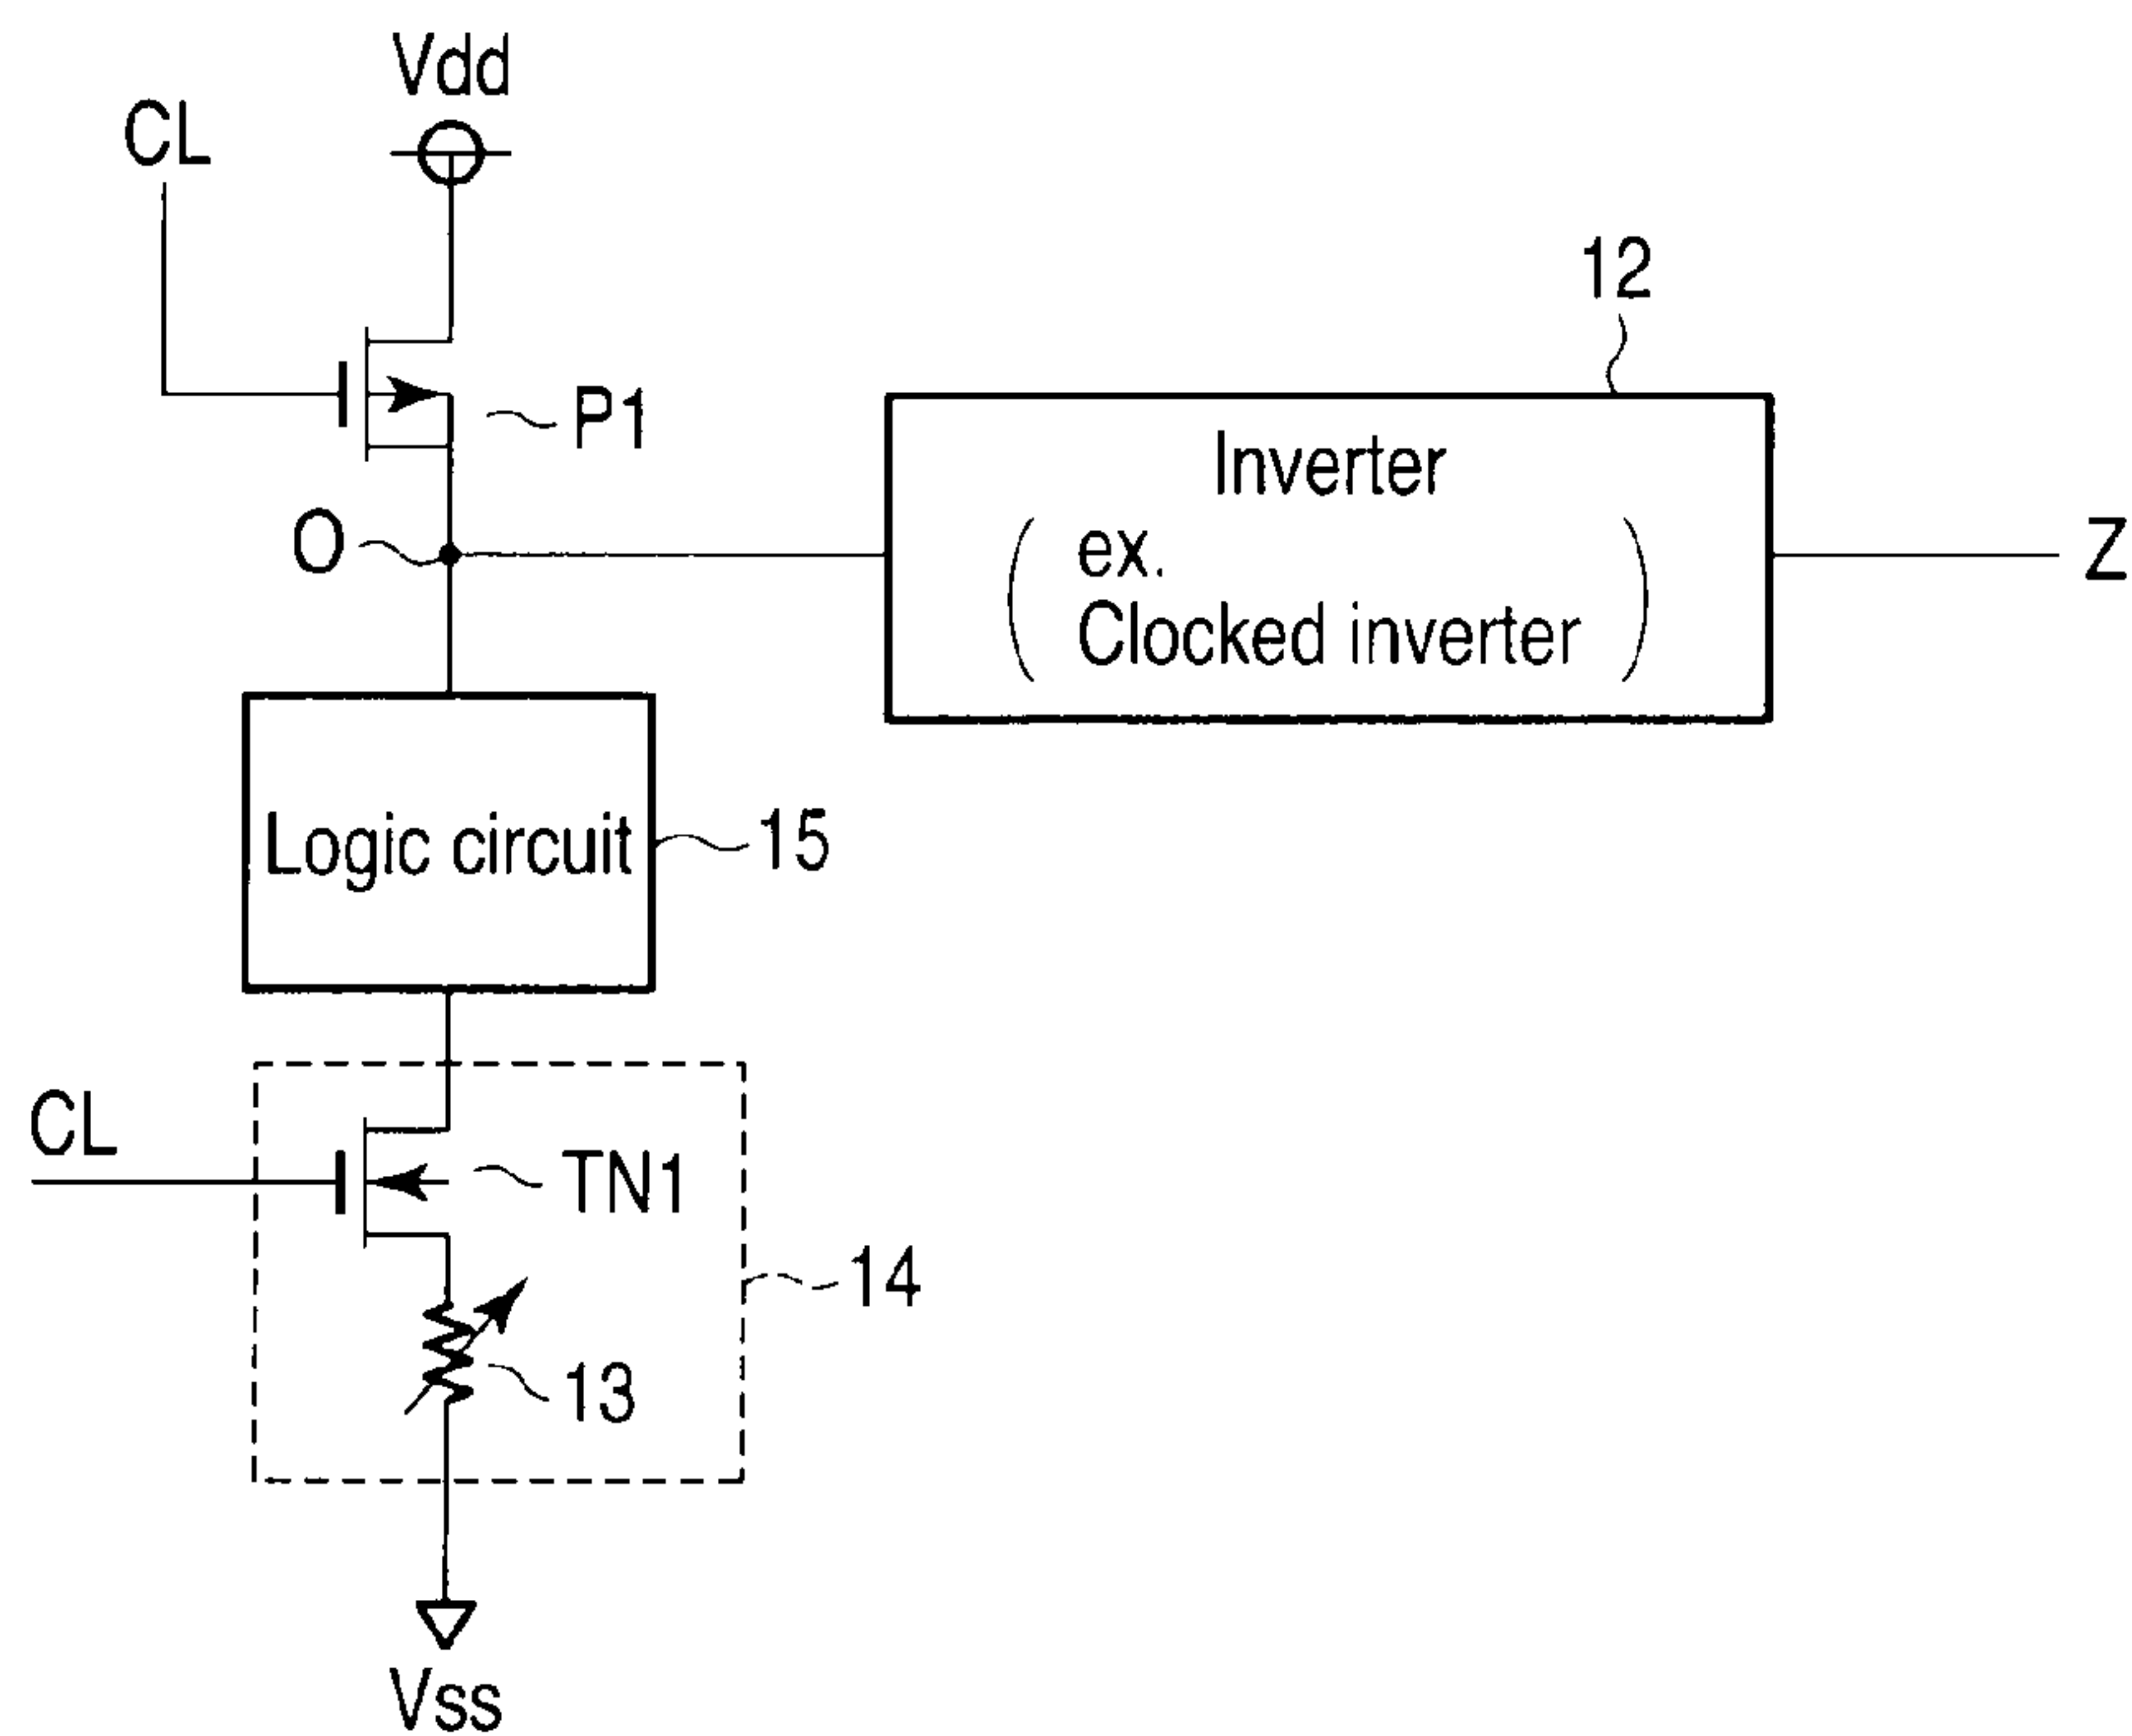 Vdd
CL
12
P1
Inverter
O
( ex.
Clocked inverter )
Z
Logic circuit
15
CL
TN1
14
13
Vss